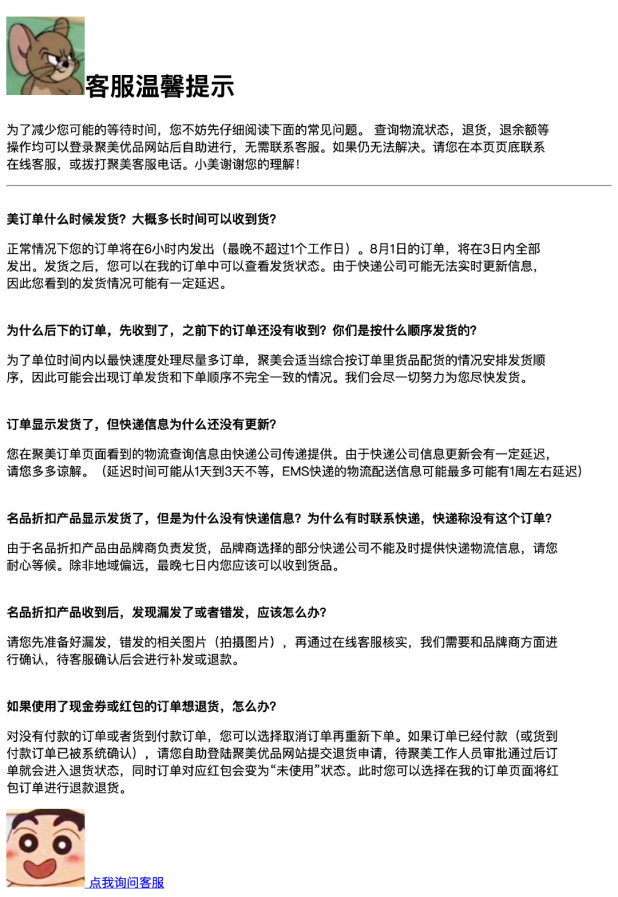 客服温馨提示
为了减少您可能的等待时间，您不妨先仔细阅读下面的常见问题。 查询物流状态，退货，退余额等
操作均可以登录聚美优品网站后自助进行，无需联系客服。如果仍无法解决。请您在本页页底联系
在线客服，或拨打聚美客服电话。小美谢谢您的理解！
美订单什么时候发货？大概多长时间可以收到货？
正常情况下您的订单将在6小时内发出（最晚不超过1个工作日）。8月1日的订单，将在3日内全部
发出。发货之后，您可以在我的订单中可以查看发货状态。由于快递公司可能无法实时更新信息，
因此您看到的发货情况可能有一定延迟。
为什么后下的订单，先收到了，之前下的订单还没有收到？你们是按什么顺序发货的？
为了单位时间内以最快速度处理尽量多订单，聚美会适当综合按订单里货品配货的情况安排发货顺
序，因此可能会出现订单发货和下单顺序不完全一致的情况。我们会尽一切努力为您尽快发货。
订单显示发货了，但快递信息为什么还没有更新？
您在聚美订单页面看到的物流查询信息由快递公司传递提供。由于快递公司信息更新会有一定延迟，
请您多多谅解。（延迟时间可能从1天到3天不等，EMS快递的物流配送信息可能最多可能有1周左右延迟）
名品折扣产品显示发货了，但是为什么没有快递信息？为什么有时联系快递，快递称没有这个订单？
由于名品折扣产品由品牌商负责发货，品牌商选择的部分快递公司不能及时提供快递物流信息，请您
耐心等候。除非地域偏远，最晚七日内您应该可以收到货品。
名品折扣产品收到后，发现漏发了或者错发，应该怎么办？
请您先准备好漏发，错发的相关图片（拍摄图片），再通过在线客服核实，我们需要和品牌商方面进
行确认，待客服确认后会进行补发或退款。
如果使用了现金券或红包的订单想退货，怎么办？
对没有付款的订单或者货到付款订单，您可以选择取消订单再重新下单。如果订单已经付款（或货到
付款订单已被系统确认），请您自助登陆聚美优品网站提交退货申请，待聚美工作人员审批通过后订
单就会进入退货状态，同时订单对应红包会变为“未使用”状态。此时您可以选择在我的订单页面将红
包订单进行退款退货。
点我询问客服